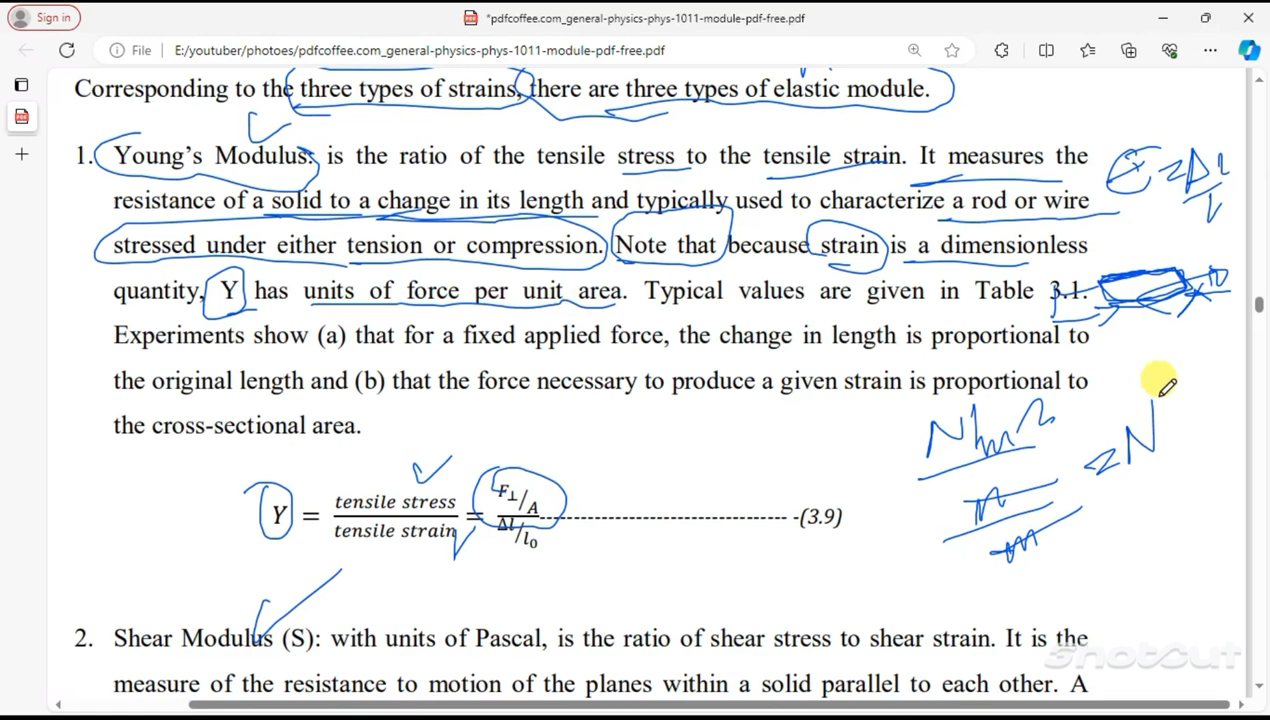 Sign in
*pdfcoffee.com_general-physics-phys-1011-module-pdf-free.pdf
File E:/youtuber/photoes/pdfcoffee.com_general-physics-phys-1011-module-pdf-free.pdf
Corresponding to the three types of strains, there are three types of elastic module.
1. Young's Modulus: is the ratio of the tensile stress to the tensile strain. It measures the
resistance of a solid to a change in its length and typically used to characterize a rod or wire
stressed under either tension or compression. Note that because strain is a dimensionless
quantity, Y has units of force per unit area. Typical values are given in Table 3.1.
Experiments show (a) that for a fixed applied force, the change in length is proportional to
the original length and (b) that the force necessary to produce a given strain is proportional to
the cross-sectional area.
N/m²
m
m
= N
Y = tensile stress / tensile strain = F⊥/A / Δl/l₀ -(3.9)
2. Shear Modulus (S): with units of Pascal, is the ratio of shear stress to shear strain. It is the
measure of the resistance to motion of the planes within a solid parallel to each other. A